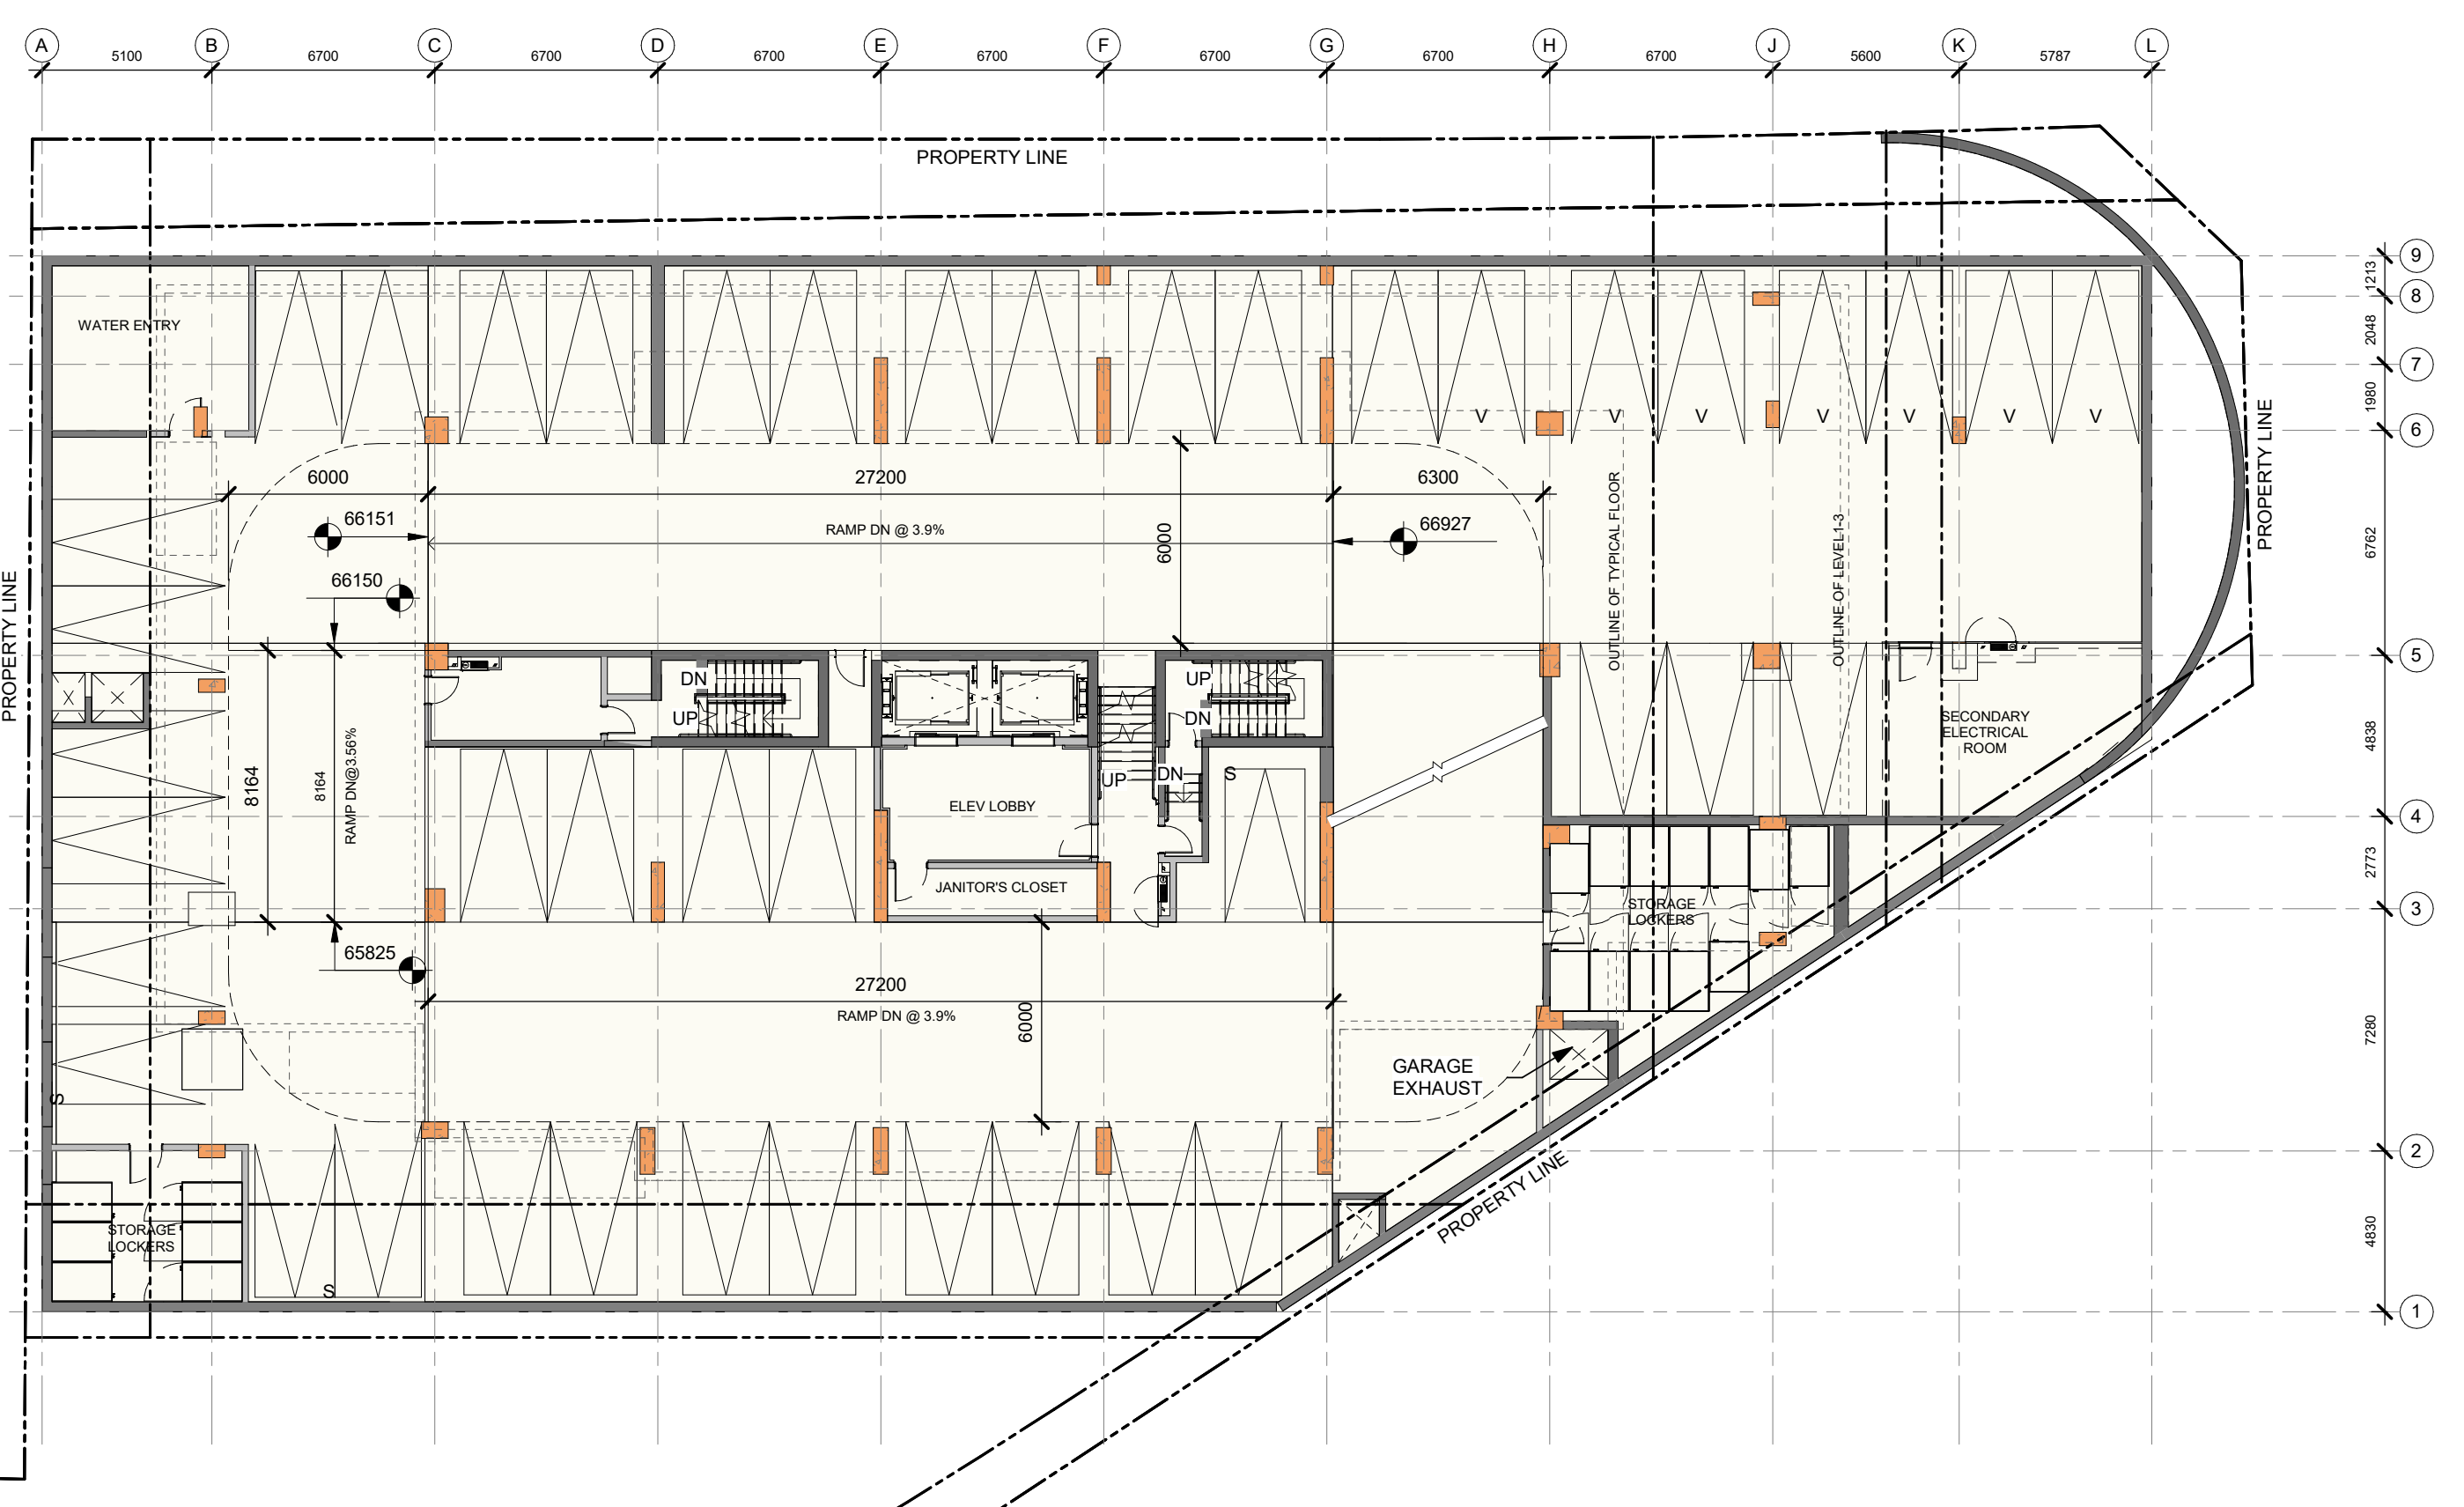 A B C D E F G H J K L
5100 6700 6700 6700 6700 6700 6700 6700 5600 5787
PROPERTY LINE
9
1213
8
WATER ENTRY
2048
7
1980
V V V V V V V
6
PROPERTY LINE
6000 27200 6300
66151
RAMP DN @ 3.9%
66927
6000
OUTLINE OF TYPICAL FLOOR
OUTLINE OF LEVEL1-3
6762
66150
PROPERTY LINE
5
DN
UP
UP
DN
SECONDARY
ELECTRICAL
ROOM
4838
8164
8164
RAMP DN@3.56%
UP
DN
S
ELEV LOBBY
4
2773
JANITOR'S CLOSET
STORAGE
LOCKERS
3
65825
27200
RAMP DN @ 3.9%
6000
7280
GARAGE
EXHAUST
S
2
PROPERTY LINE
STORAGE
LOCKERS
4830
S
1